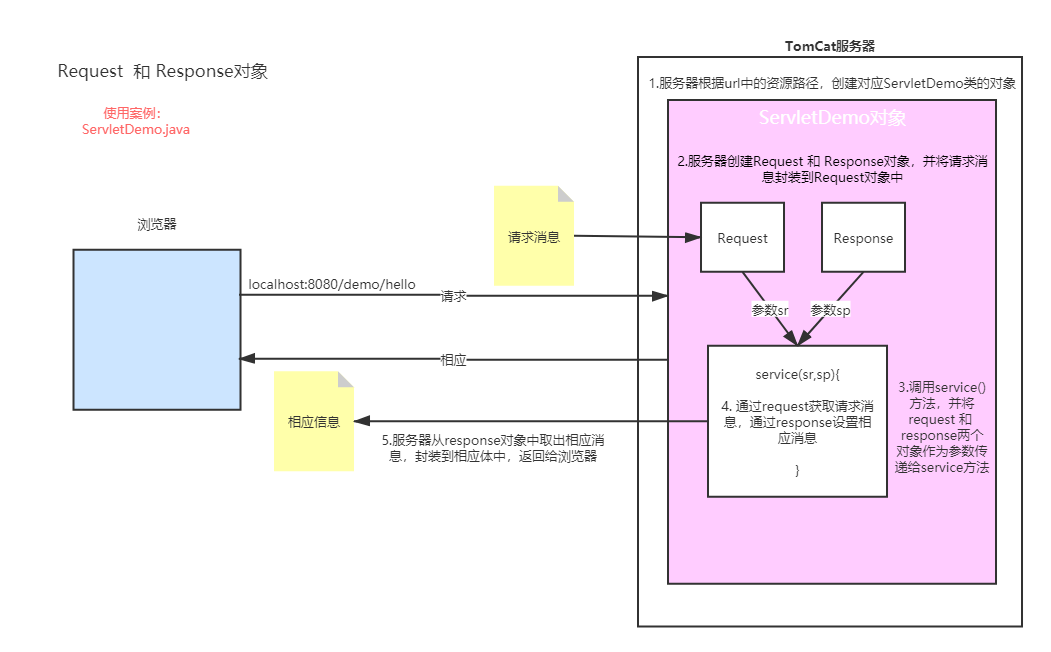 TomCat服务器
Request 和 Response对象
1.服务器根据url中的资源路径，创建对应ServletDemo类的对象
使用案例：
ServletDemo.java
ServletDemo对象
2.服务器创建Request 和 Response对象，并将请求消
息封装到Request对象中
浏览器
请求消息
Request
Response
localhost:8080/demo/hello
请求
参数sr
参数sp
相应
service(sr,sp){
4. 通过request获取请求消
息，通过response设置相
应消息
}
3.调用service()
方法，并将
request 和
response两个
对象作为参数传
递给service方法
相应信息
5.服务器从response对象中取出相应消
息，封装到相应体中，返回给浏览器